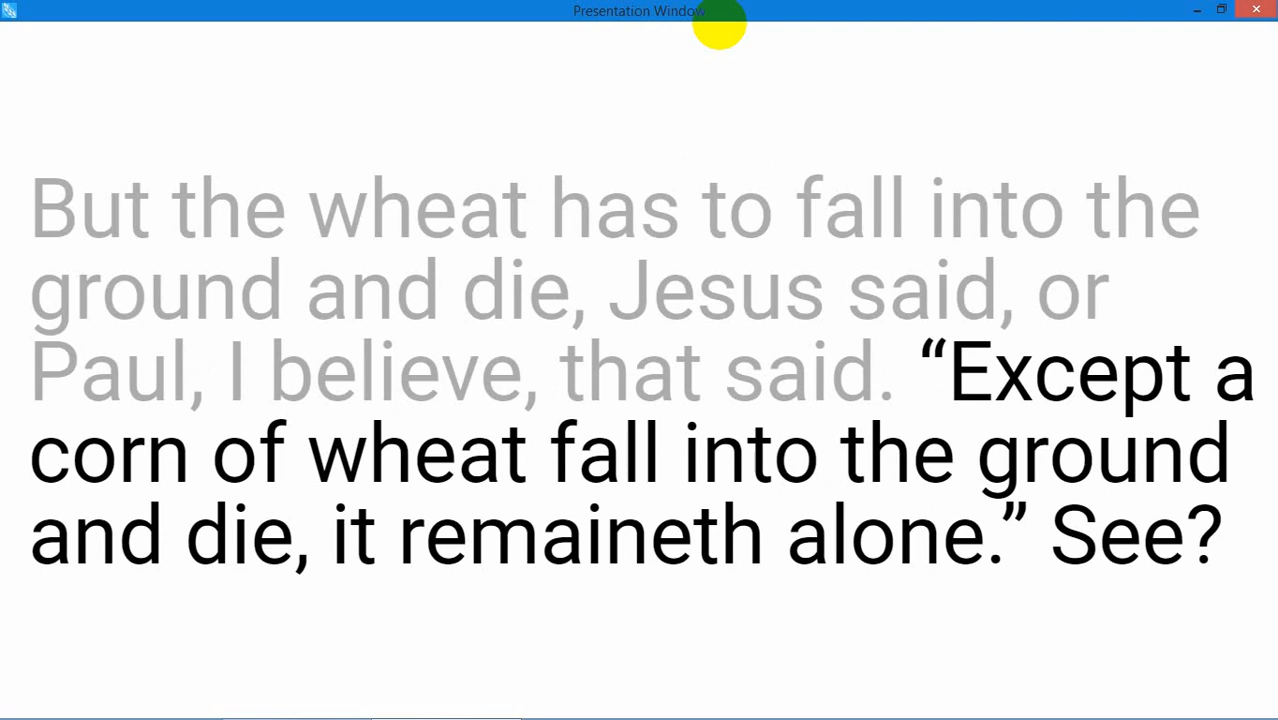 Presentation Window
But the wheat has to fall into the
ground and die, Jesus said, or
Paul, I believe, that said. “Except a
corn of wheat fall into the ground
and die, it remaineth alone.” See?